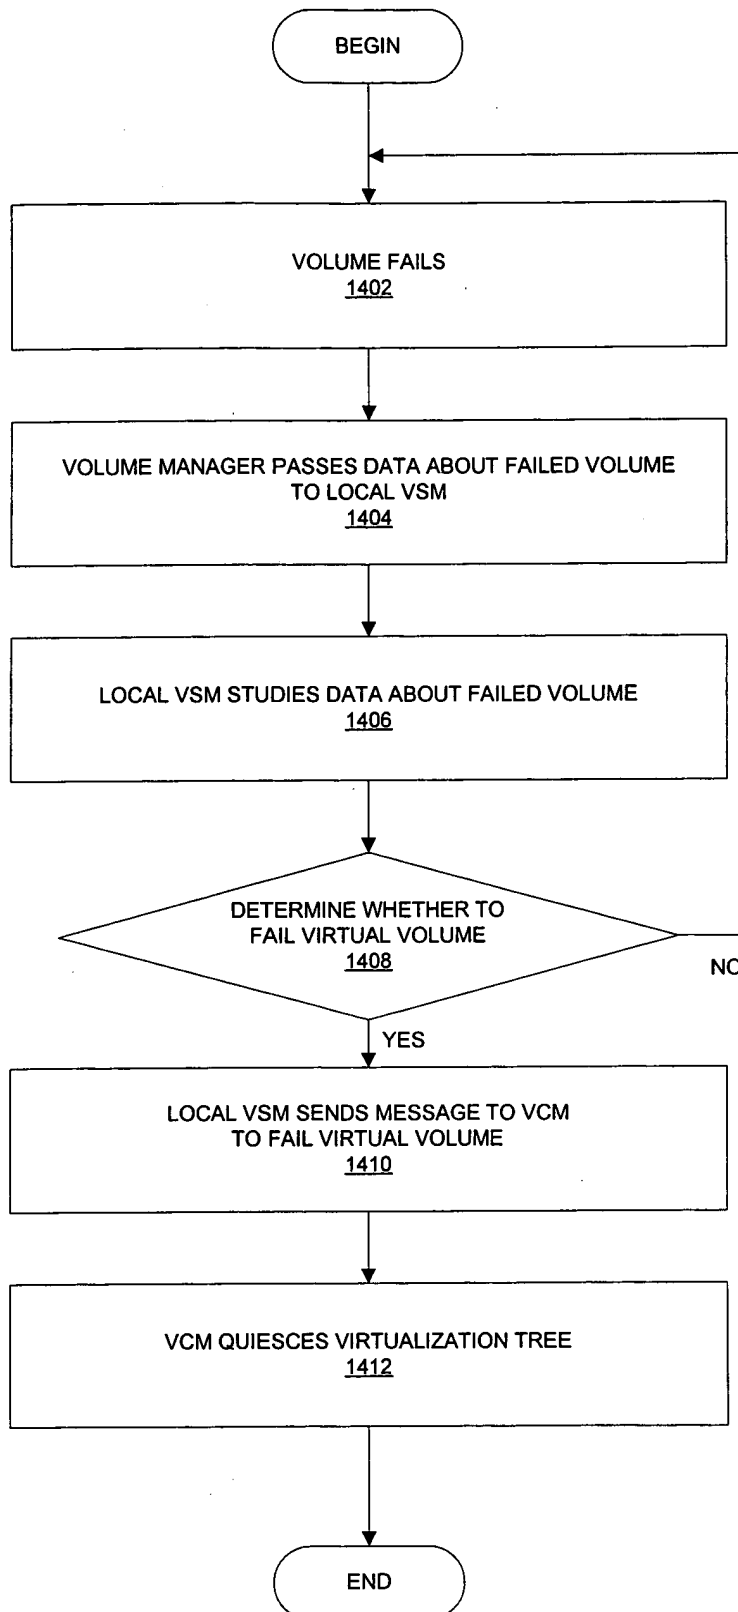 BEGIN
VOLUME FAILS
1402
VOLUME MANAGER PASSES DATA ABOUT FAILED VOLUME
TO LOCAL VSM
1404
LOCAL VSM STUDIES DATA ABOUT FAILED VOLUME
1406
DETERMINE WHETHER TO
FAIL VIRTUAL VOLUME
1408
NO
YES
LOCAL VSM SENDS MESSAGE TO VCM
TO FAIL VIRTUAL VOLUME
1410
VCM QUIESCES VIRTUALIZATION TREE
1412
END